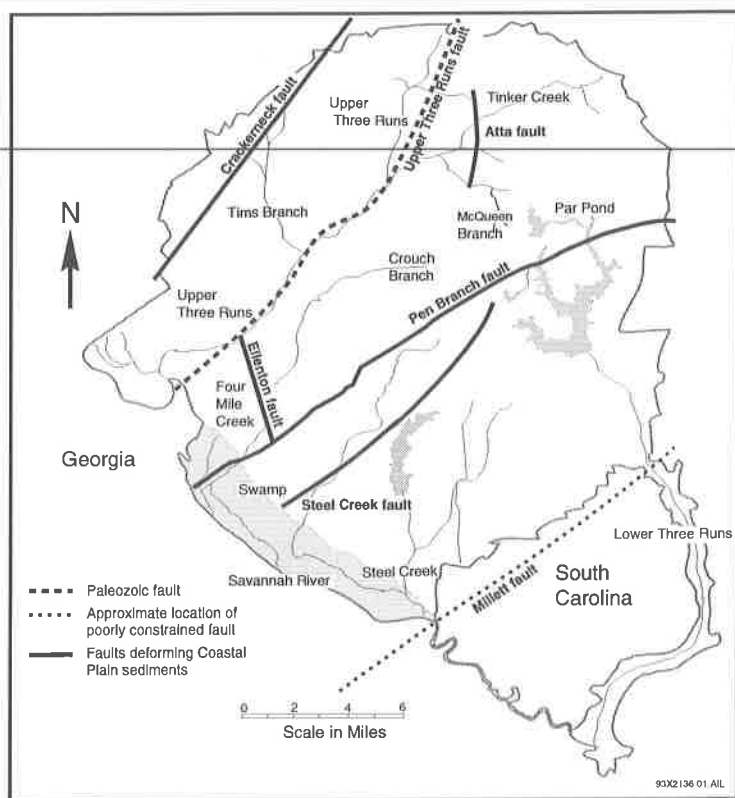 Crackerneck fault
Upper
Three Runs
Upper Three Runs fault
Tinker Creek
Atta fault
N
Tims Branch
McQueen
Branch
Par Pond
Crouch
Branch
Pen Branch fault
Upper
Three Runs
Ellenton fault
Four
Mile
Creek
Georgia
Swamp
Steel Creek fault
Lower Three Runs
Steel Creek
Savannah River
Millett fault
South
Carolina
Paleozoic fault
Approximate location of
poorly constrained fault
Faults deforming Coastal
Plain sediments
0 2 4 6
Scale in Miles
93X2136 01 AIL